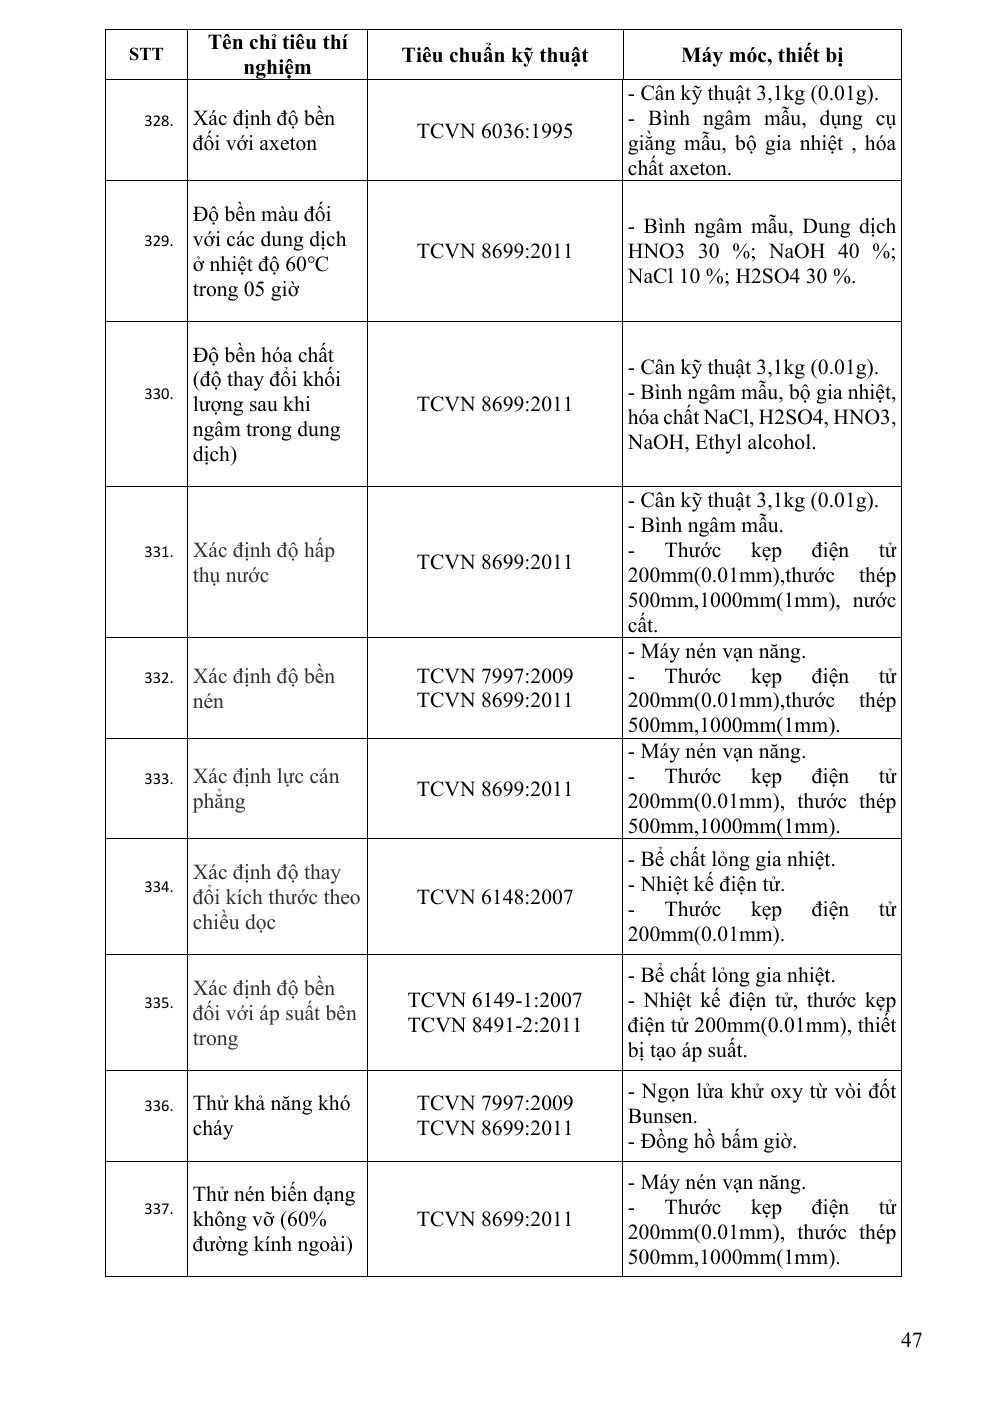 STT
Tên chỉ tiêu thí
nghiệm
Tiêu chuẩn kỹ thuật
Máy móc, thiết bị
328.
Xác định độ bền
đối với axeton
TCVN 6036:1995
- Cân kỹ thuật 3,1kg (0.01g).
- Bình ngâm mẫu, dụng cụ
giằng mẫu, bộ gia nhiệt , hóa
chất axeton.
329.
Độ bền màu đối
với các dung dịch
ở nhiệt độ 60℃
trong 05 giờ
TCVN 8699:2011
- Bình ngâm mẫu, Dung dịch
HNO3 30 %; NaOH 40 %;
NaCl 10 %; H2SO4 30 %.
330.
Độ bền hóa chất
(độ thay đổi khối
lượng sau khi
ngâm trong dung
dịch)
TCVN 8699:2011
- Cân kỹ thuật 3,1kg (0.01g).
- Bình ngâm mẫu, bộ gia nhiệt,
hóa chất NaCl, H2SO4, HNO3,
NaOH, Ethyl alcohol.
331.
Xác định độ hấp
thụ nước
TCVN 8699:2011
- Cân kỹ thuật 3,1kg (0.01g).
- Bình ngâm mẫu.
- Thước kẹp điện tử
200mm(0.01mm),thước thép
500mm,1000mm(1mm), nước
cất.
332.
Xác định độ bền
nén
TCVN 7997:2009
TCVN 8699:2011
- Máy nén vạn năng.
- Thước kẹp điện tử
200mm(0.01mm),thước thép
500mm,1000mm(1mm).
333.
Xác định lực cán
phẳng
TCVN 8699:2011
- Máy nén vạn năng.
- Thước kẹp điện tử
200mm(0.01mm), thước thép
500mm,1000mm(1mm).
334.
Xác định độ thay
đổi kích thước theo
chiều dọc
TCVN 6148:2007
- Bể chất lỏng gia nhiệt.
- Nhiệt kế điện tử.
- Thước kẹp điện tử
200mm(0.01mm).
335.
Xác định độ bền
đối với áp suất bên
trong
TCVN 6149-1:2007
TCVN 8491-2:2011
- Bể chất lỏng gia nhiệt.
- Nhiệt kế điện tử, thước kẹp
điện tử 200mm(0.01mm), thiết
bị tạo áp suất.
336.
Thử khả năng khó
cháy
TCVN 7997:2009
TCVN 8699:2011
- Ngọn lửa khử oxy từ vòi đốt
Bunsen.
- Đồng hồ bấm giờ.
337.
Thử nén biến dạng
không vỡ (60%
đường kính ngoài)
TCVN 8699:2011
- Máy nén vạn năng.
- Thước kẹp điện tử
200mm(0.01mm), thước thép
500mm,1000mm(1mm).
47